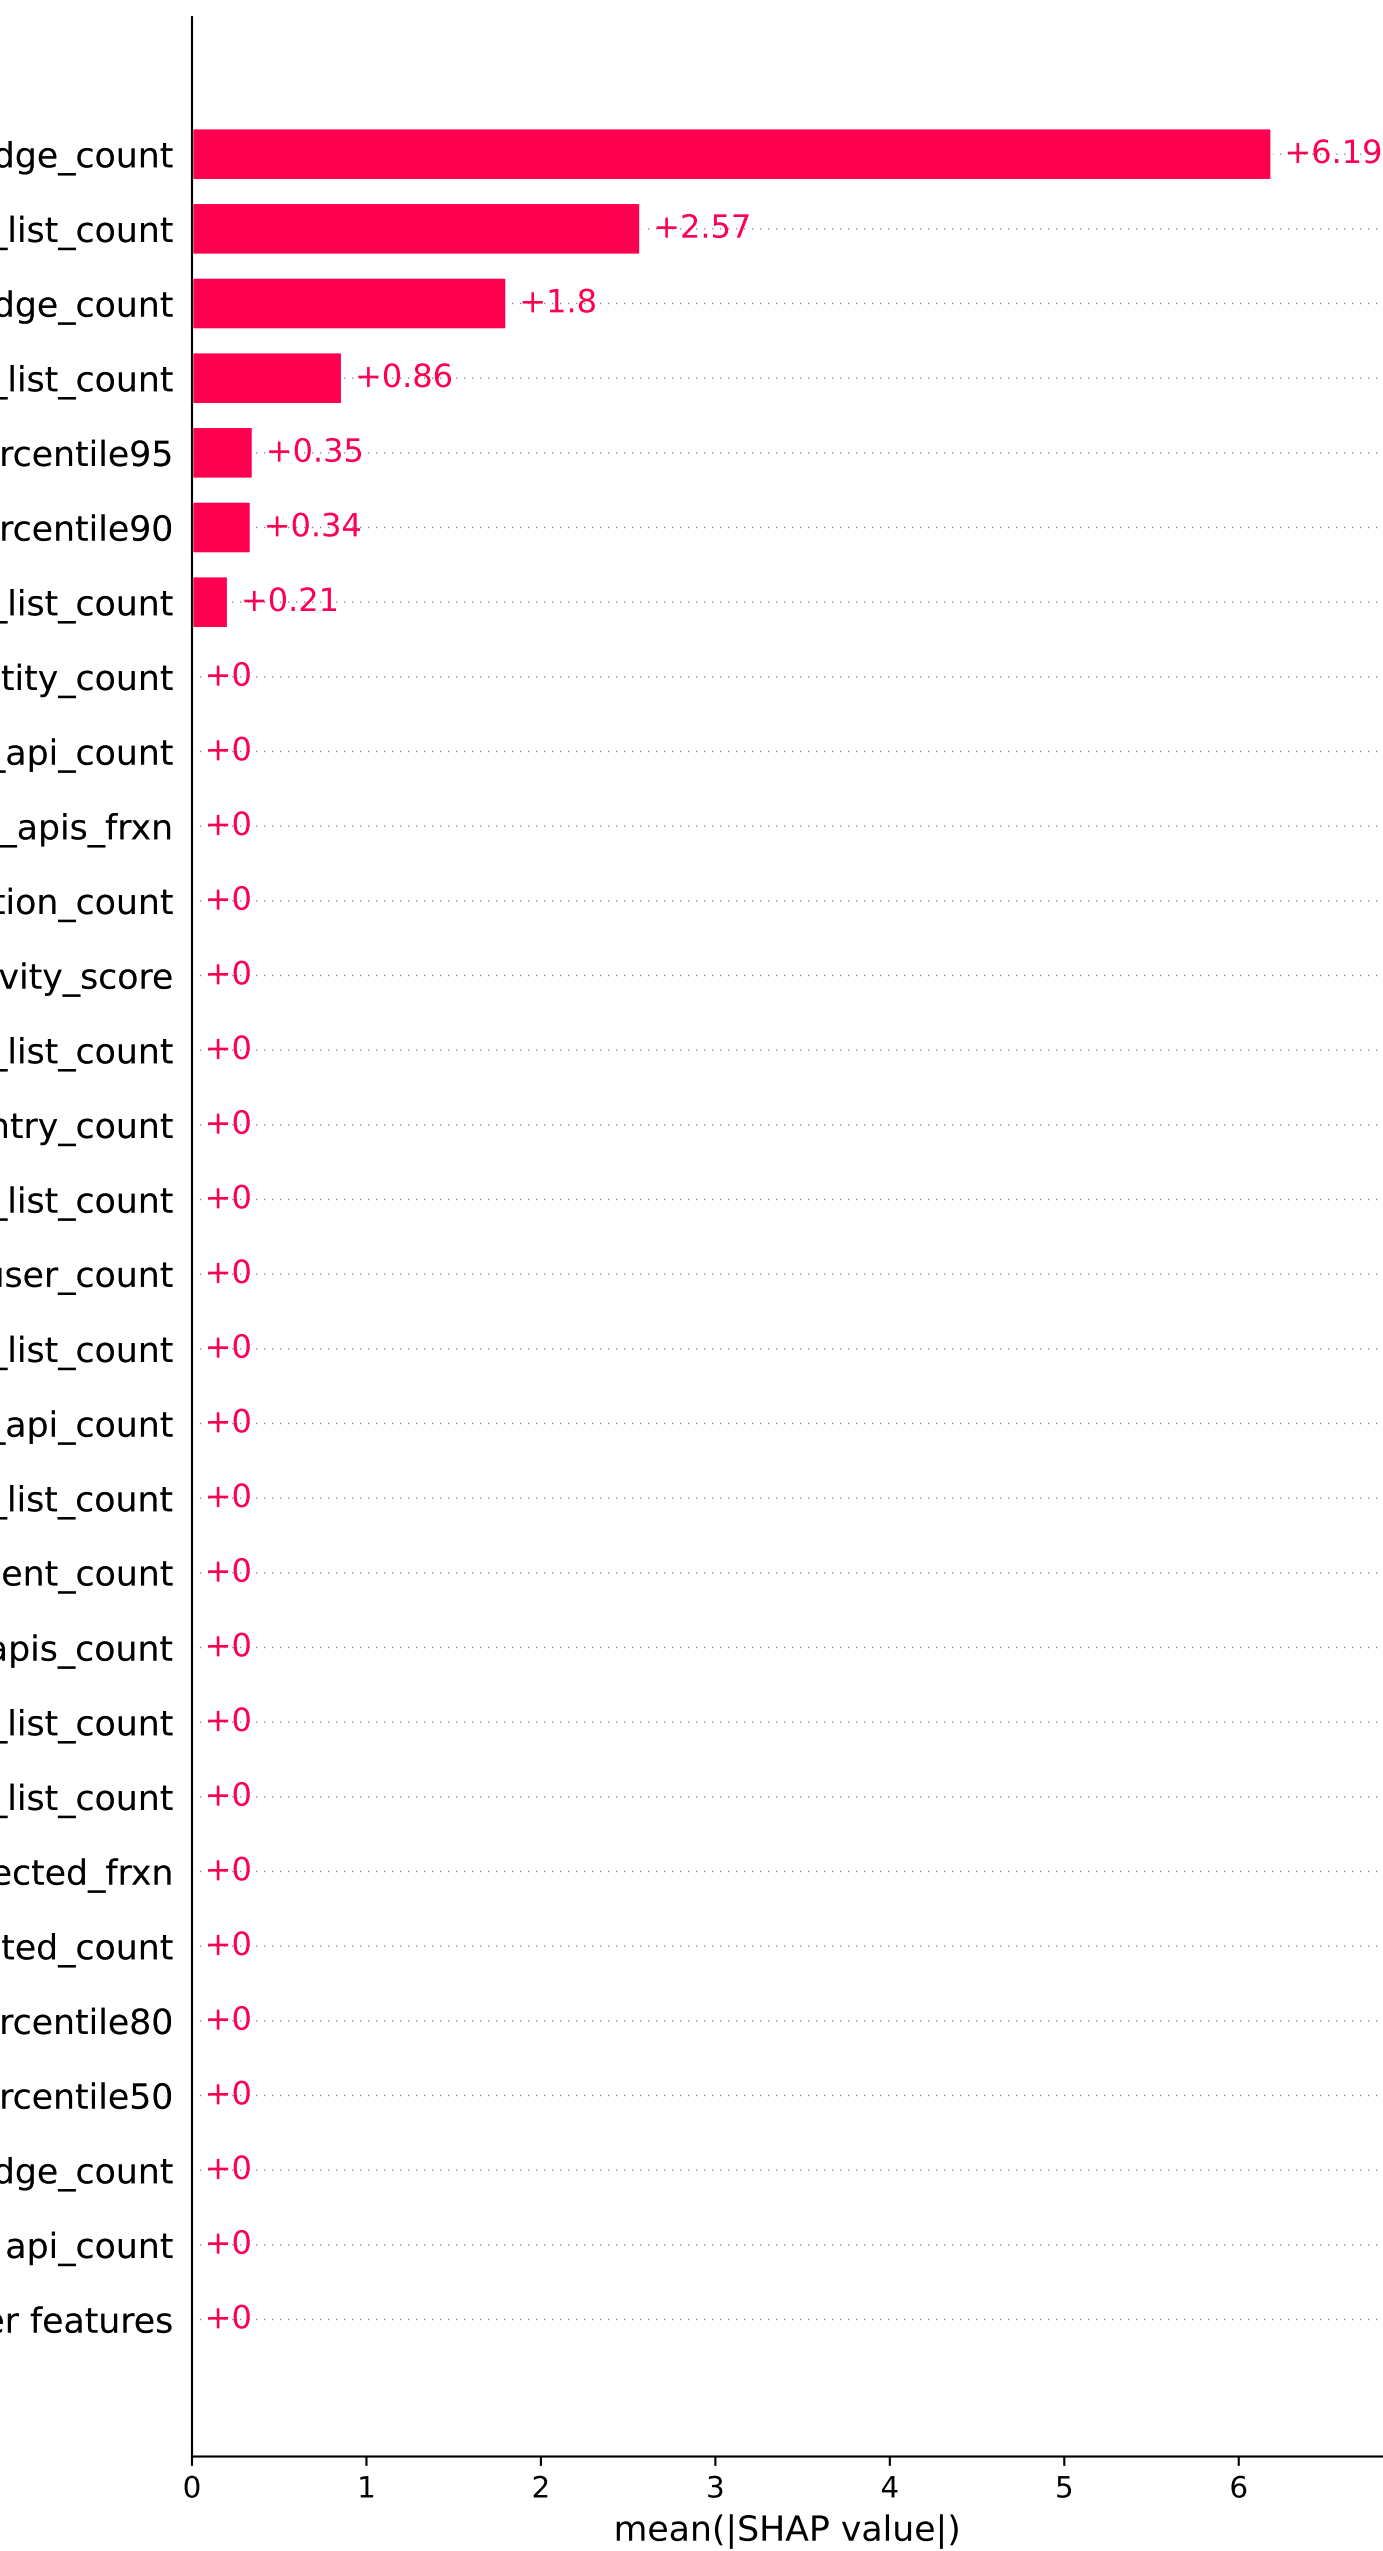 dge_count +6.19
_list_count +2.57
dge_count +1.8
_list_count +0.86
rcentile95 +0.35
rcentile90 +0.34
_list_count +0.21
tity_count +0
_api_count +0
_apis_frxn +0
tion_count +0
vity_score +0
_list_count +0
ntry_count +0
_list_count +0
user_count +0
_list_count +0
_api_count +0
_list_count +0
ent_count +0
apis_count +0
_list_count +0
_list_count +0
ected_frxn +0
ted_count +0
rcentile80 +0
rcentile50 +0
dge_count +0
api_count +0
er features +0
0 1 2 3 4 5 6
mean(|SHAP value|)